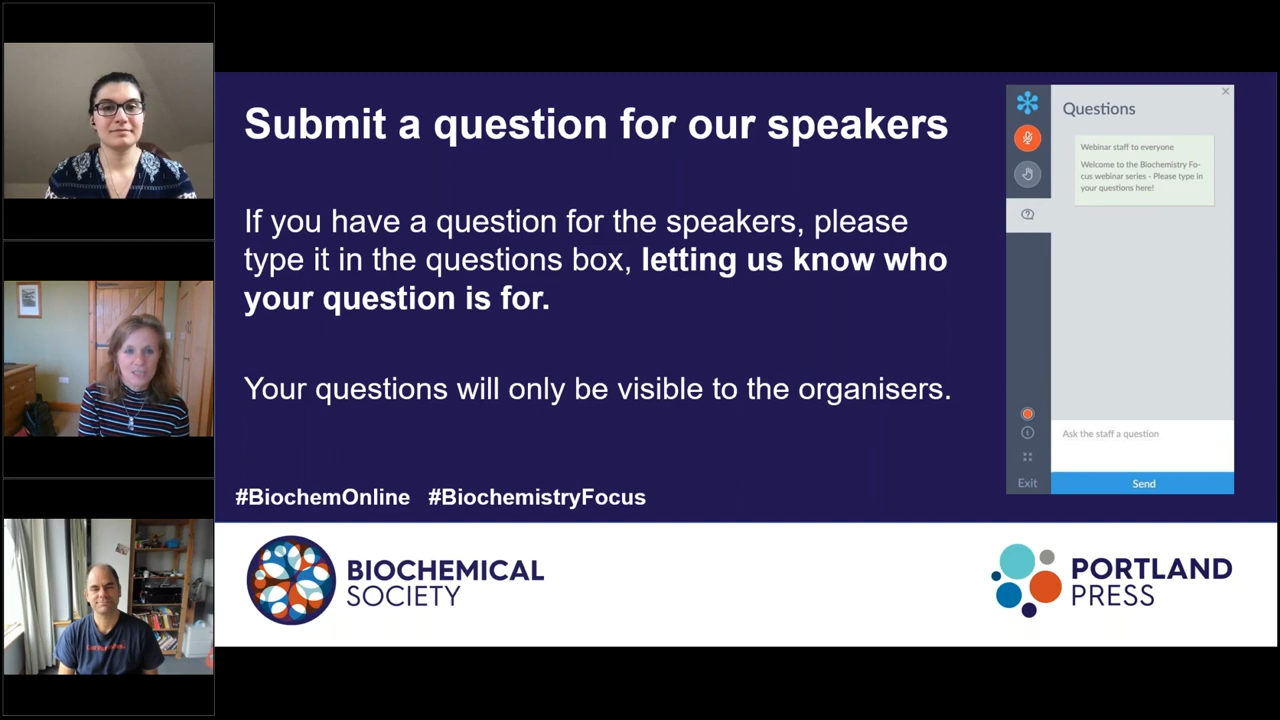 Submit a question for our speakers
If you have a question for the speakers, please
type it in the questions box, letting us know who
your question is for.
Your questions will only be visible to the organisers.
#BiochemOnline #BiochemistryFocus
BIOCHEMICAL
SOCIETY
PORTLAND
PRESS
Questions
Webinar staff to everyone
Welcome to the Biochemistry Fo-
cus webinar series - Please type in
your questions here!
Ask the staff a question
Exit
Send